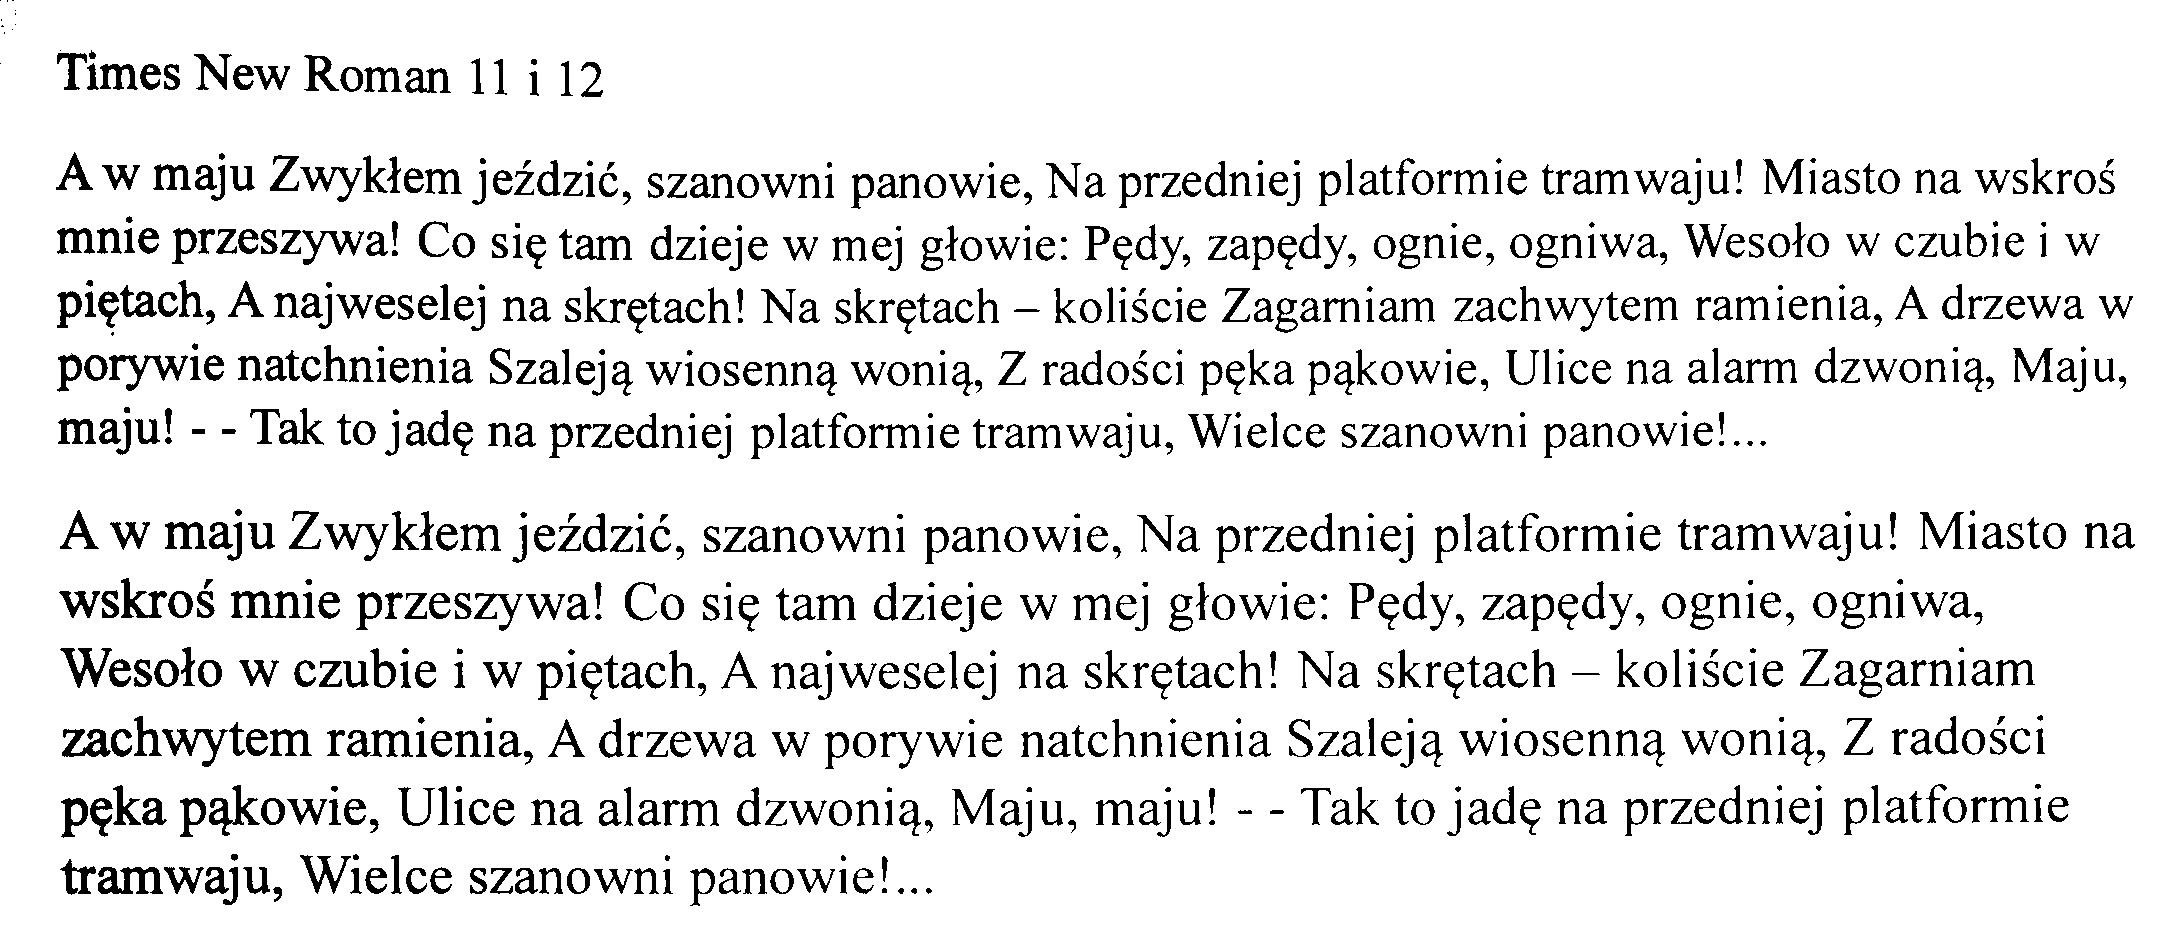 Times New Roman 11 i 12
A w maju Zwykłem jeździć, szanowni panowie, Na przedniej platformie tramwaju! Miasto na wskroś
mnie przeszywa! Co się tam dzieje w mej głowie: Pędy, zapędy, ognie, ogniwa, Wesoło w czubie i w
piętach, A najweselej na skrętach! Na skrętach – koliście Zagarniam zachwytem ramienia, A drzewa w
porywie natchnienia Szaleją wiosenną wonią, Z radości pęka pąkowie, Ulice na alarm dzwonią, Maju,
maju! - - Tak to jadę na przedniej platformie tramwaju, Wielce szanowni panowie!...
A w maju Zwykłem jeździć, szanowni panowie, Na przedniej platformie tramwaju! Miasto na
wskroś mnie przeszywa! Co się tam dzieje w mej głowie: Pędy, zapędy, ognie, ogniwa,
Wesoło w czubie i w piętach, A najweselej na skrętach! Na skrętach – koliście Zagarniam
zachwytem ramienia, A drzewa w porywie natchnienia Szaleją wiosenną wonią, Z radości
pęka pąkowie, Ulice na alarm dzwonią, Maju, maju! - - Tak to jadę na przedniej platformie
tramwaju, Wielce szanowni panowie!...